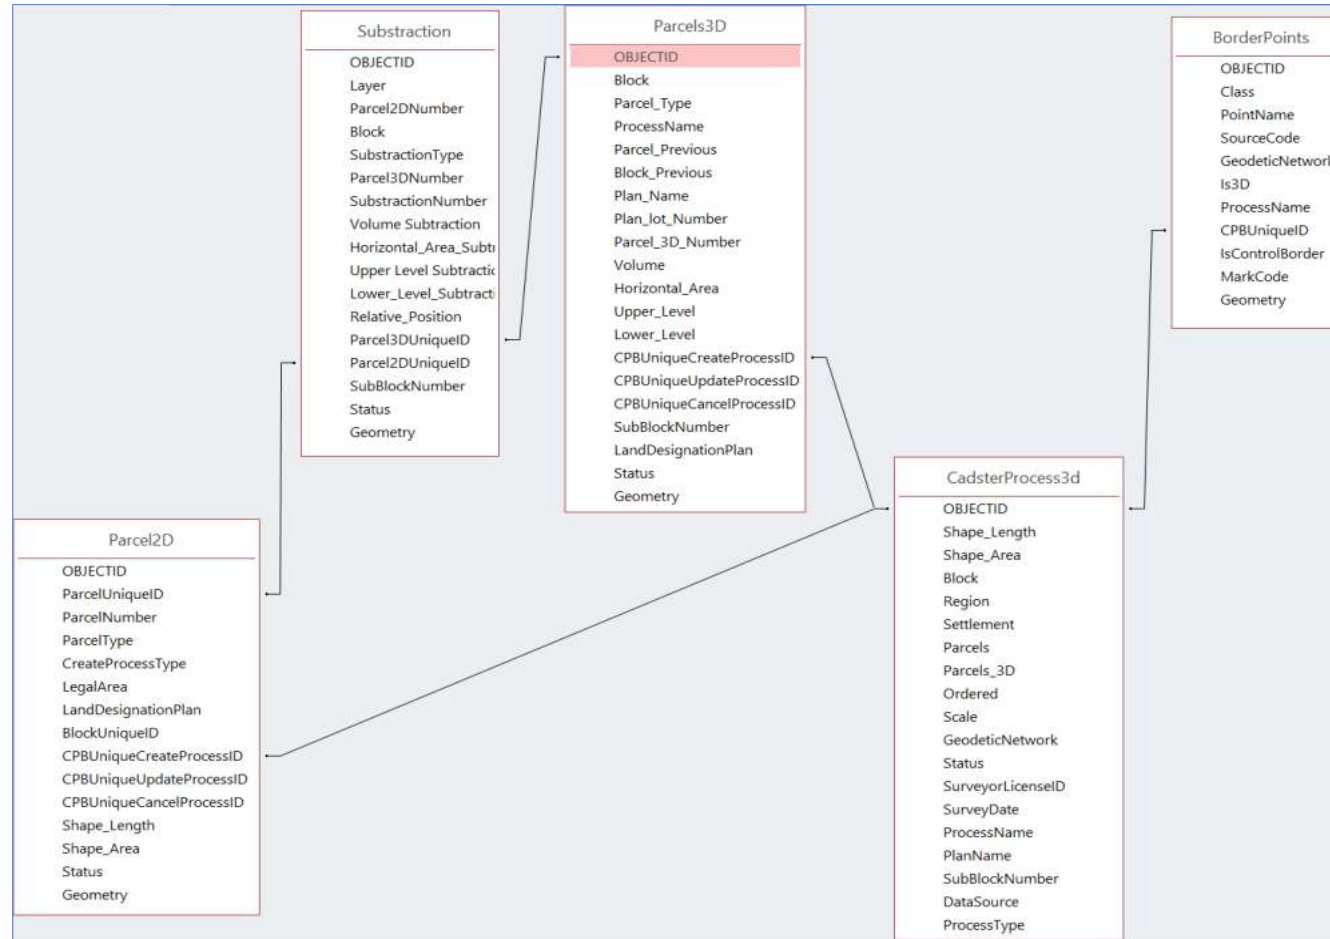 Substraction
OBJECTID
Layer
Parcel2DNumber
Block
SubstractionType
Parcel3DNumber
SubstractionNumber
Volume Subtraction
Horizontal_Area_Subtr
Upper Level Subtractic
Lower_Level_Subtracti
Relative_Position
Parcel3DUniqueID
Parcel2DUniqueID
SubBlockNumber
Status
Geometry
Parcels3D
OBJECTID
Block
Parcel_Type
ProcessName
Parcel_Previous
Block_Previous
Plan_Name
Plan_lot_Number
Parcel_3D_Number
Volume
Horizontal_Area
Upper_Level
Lower_Level
CPBUniqueCreateProcessID
CPBUniqueUpdateProcessID
CPBUniqueCancelProcessID
SubBlockNumber
LandDesignationPlan
Status
Geometry
BorderPoints
OBJECTID
Class
PointName
SourceCode
GeodeticNetwork
Is3D
ProcessName
CPBUniqueID
IsControlBorder
MarkCode
Geometry
Parcel2D
OBJECTID
ParcelUniqueID
ParcelNumber
ParcelType
CreateProcessType
LegalArea
LandDesignationPlan
BlockUniqueID
CPBUniqueCreateProcessID
CPBUniqueUpdateProcessID
CPBUniqueCancelProcessID
Shape_Length
Shape_Area
Status
Geometry
CadsterProcess3d
OBJECTID
Shape_Length
Shape_Area
Block
Region
Settlement
Parcels
Parcels_3D
Ordered
Scale
GeodeticNetwork
Status
SurveyorLicenseID
SurveyDate
ProcessName
PlanName
SubBlockNumber
DataSource
ProcessType